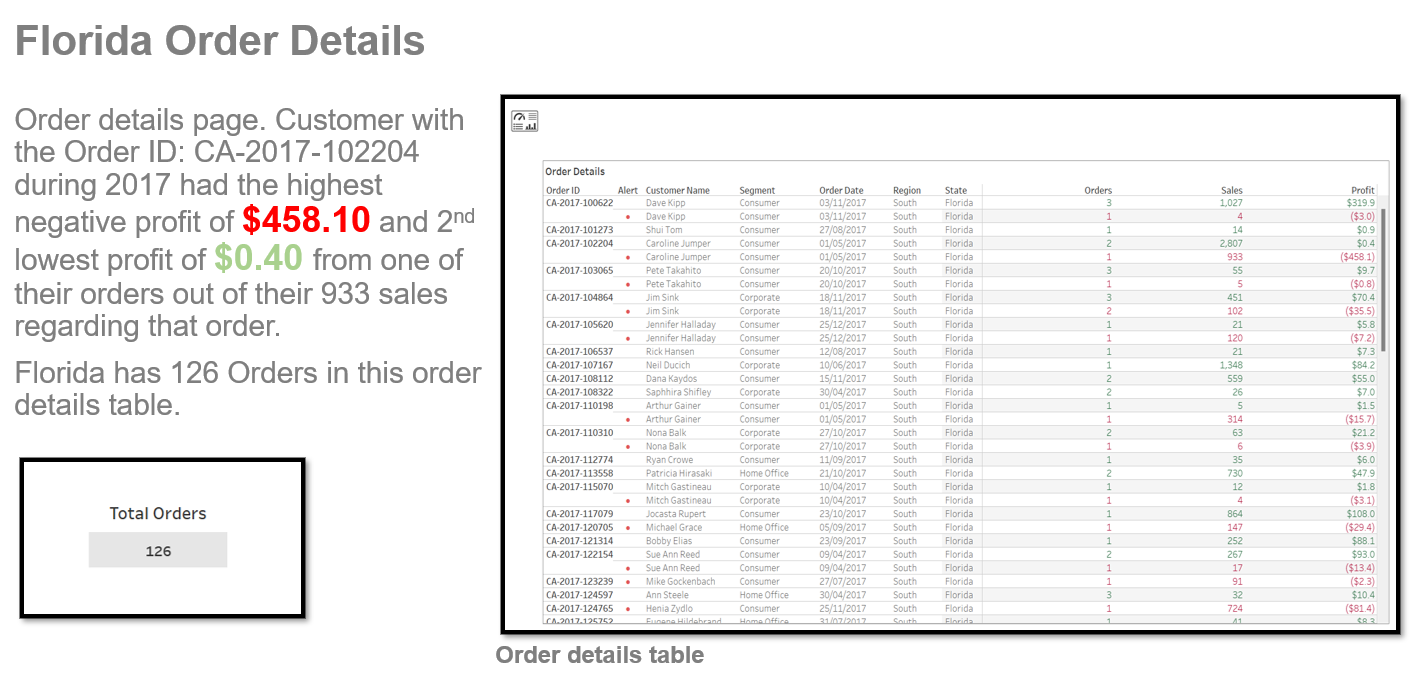 Florida Order Details
Order details page. Customer with
the Order ID: CA-2017-102204
during 2017 had the highest
negative profit of $458.10 and 2nd
lowest profit of $0.40 from one of
their orders out of their 933 sales
regarding that order.
Florida has 126 Orders in this order
details table.
Total Orders
126
Order Details
Order ID Alert Customer Name Segment Order Date Region State Orders Sales Profit
CA-2017-100622 Dave Kipp Consumer 03/11/2017 South Florida 3 1,027 $319.9
Dave Kipp Consumer 03/11/2017 South Florida 1 4 ($3.0)
CA-2017-101273 Shui Tom Consumer 27/08/2017 South Florida 1 14 $0.9
CA-2017-102204 Caroline Jumper Consumer 01/05/2017 South Florida 2 2,807 $0.4
Caroline Jumper Consumer 01/05/2017 South Florida 1 933 ($458.1)
CA-2017-103065 Pete Takahito Consumer 20/10/2017 South Florida 3 55 $9.7
Pete Takahito Consumer 20/10/2017 South Florida 1 5 ($0.8)
CA-2017-104864 Jim Sink Corporate 18/11/2017 South Florida 3 451 $70.4
Jim Sink Corporate 18/11/2017 South Florida 2 102 ($35.5)
CA-2017-105620 Jennifer Halladay Consumer 25/12/2017 South Florida 1 21 $5.8
Jennifer Halladay Consumer 25/12/2017 South Florida 1 120 ($7.2)
CA-2017-106537 Rick Hansen Consumer 12/08/2017 South Florida 1 21 $7.3
CA-2017-107167 Neil Ducich Corporate 10/06/2017 South Florida 1 1,348 $84.2
CA-2017-108112 Dana Kaydos Consumer 15/11/2017 South Florida 2 559 $55.0
CA-2017-108322 Saphhira Shifley Corporate 30/04/2017 South Florida 2 26 $7.0
CA-2017-110198 Arthur Gainer Consumer 01/05/2017 South Florida 1 5 $1.5
Arthur Gainer Consumer 01/05/2017 South Florida 1 314 ($15.7)
CA-2017-110310 Nona Balk Corporate 27/10/2017 South Florida 2 63 $21.2
Nona Balk Corporate 27/10/2017 South Florida 1 6 ($3.9)
CA-2017-112774 Ryan Crowe Consumer 11/09/2017 South Florida 1 35 $6.0
CA-2017-113558 Patricia Hirasaki Home Office 21/10/2017 South Florida 2 730 $47.9
CA-2017-115070 Mitch Gastineau Corporate 10/04/2017 South Florida 1 12 $1.8
Mitch Gastineau Corporate 10/04/2017 South Florida 1 4 ($3.1)
CA-2017-117079 Jocasta Rupert Consumer 23/10/2017 South Florida 1 864 $108.0
CA-2017-120705 Michael Grace Home Office 05/09/2017 South Florida 1 147 ($29.4)
CA-2017-121314 Bobby Elias Consumer 23/09/2017 South Florida 1 252 $88.1
CA-2017-122154 Sue Ann Reed Consumer 09/04/2017 South Florida 2 267 $93.0
Sue Ann Reed Consumer 09/04/2017 South Florida 1 17 ($13.4)
CA-2017-123239 Mike Gockenbach Consumer 27/07/2017 South Florida 1 91 ($2.3)
CA-2017-124597 Ann Steele Home Office 30/04/2017 South Florida 3 32 $10.4
CA-2017-124765 Henia Zydlo Consumer 25/11/2017 South Florida 1 724 ($81.4)
CA-2017-125752 Eugene Hildebrand Home Office 31/07/2017 South Florida 1 41 $8.3
Order details table